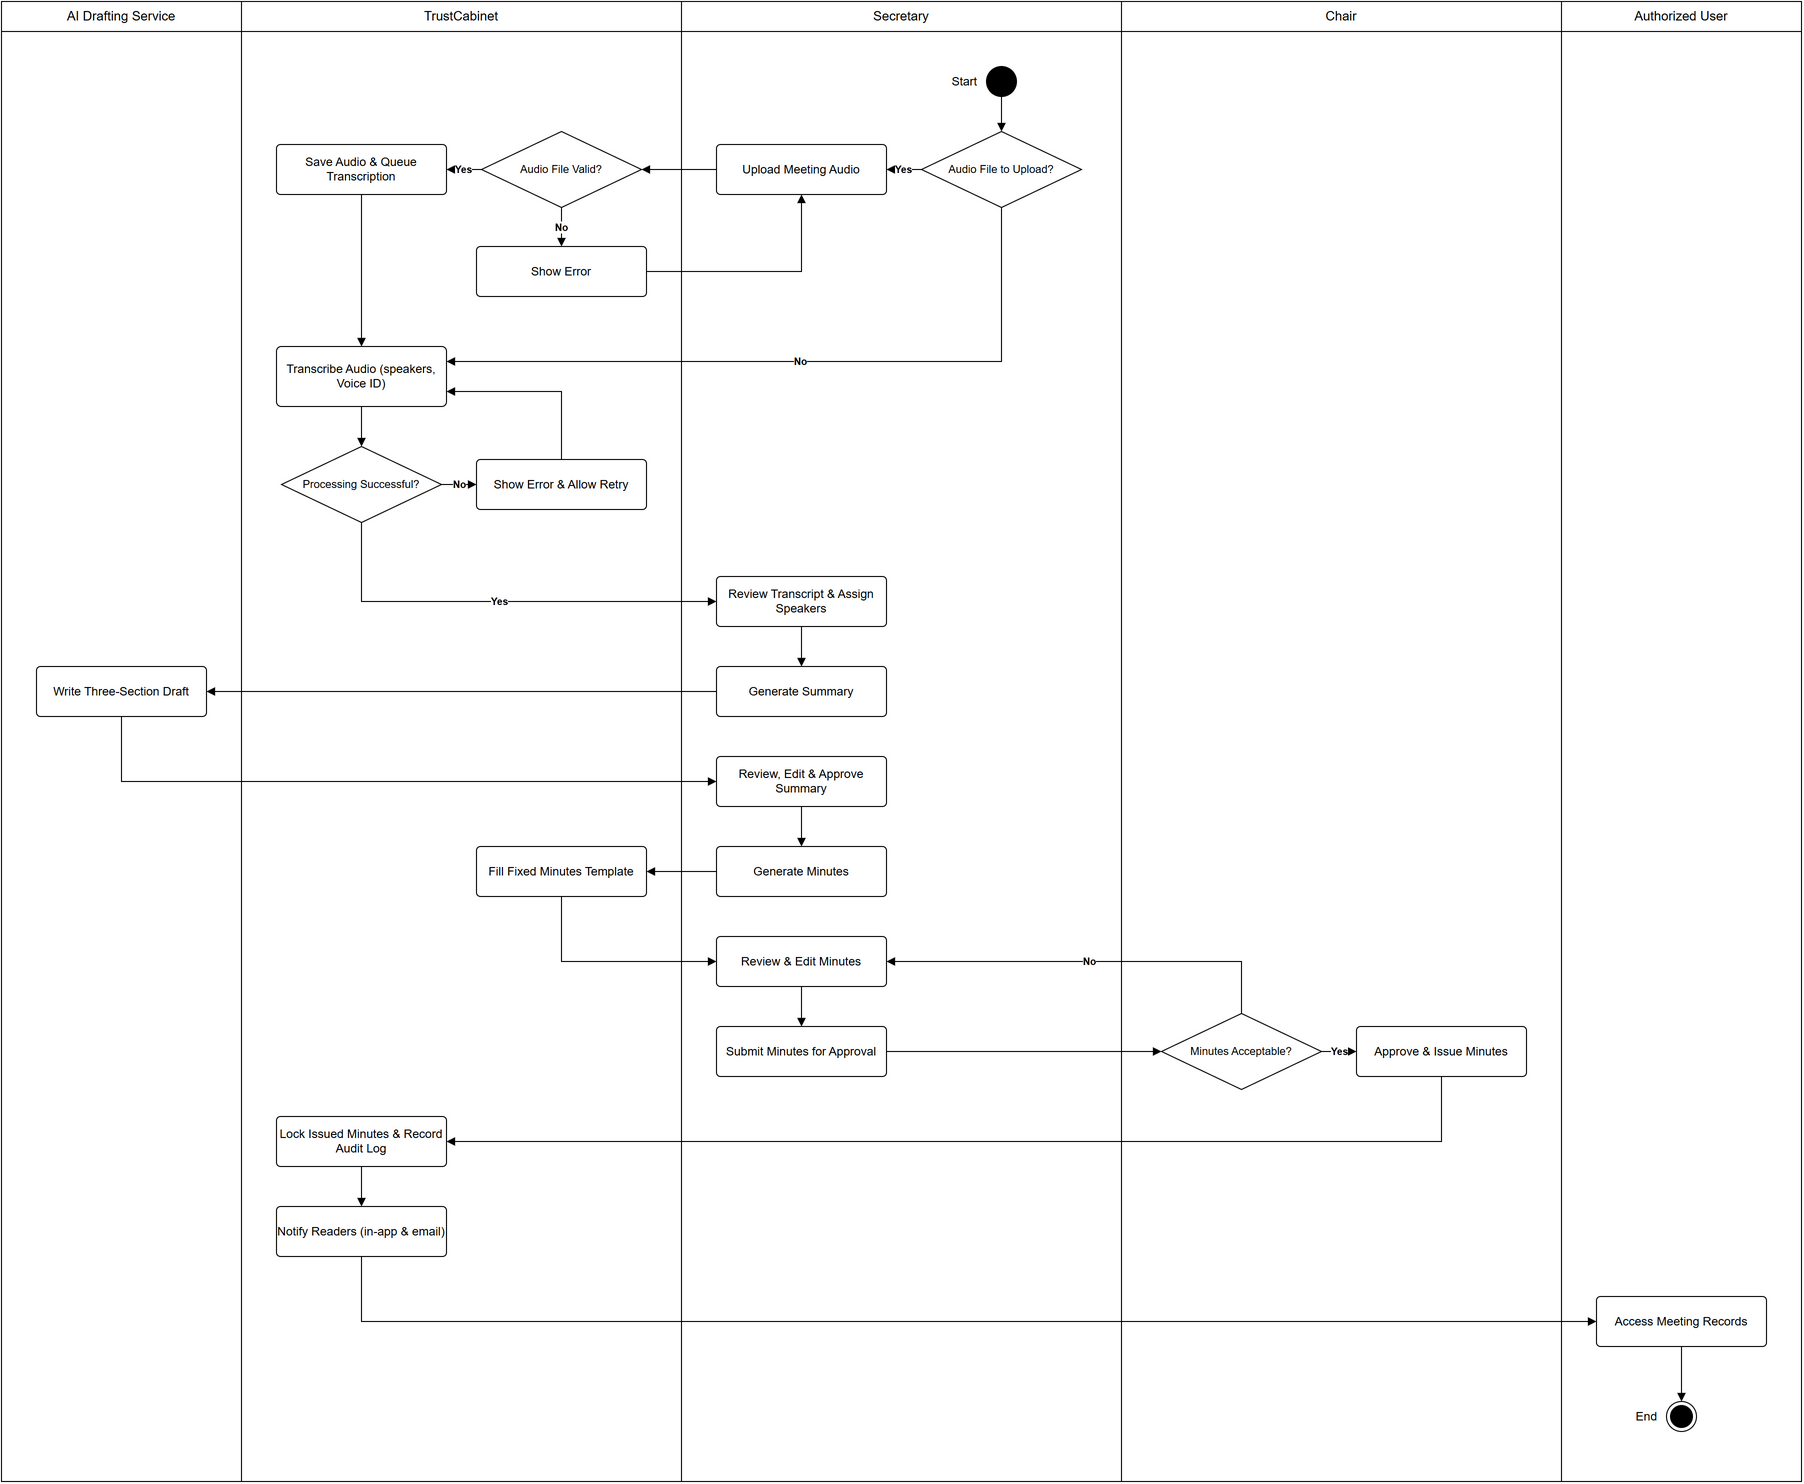 AI Drafting Service
TrustCabinet
Secretary
Chair
Authorized User
Start
Save Audio & Queue
Transcription
Yes
Audio File Valid?
Upload Meeting Audio
Yes
Audio File to Upload?
No
Show Error
Transcribe Audio (speakers,
Voice ID)
No
Processing Successful?
No
Show Error & Allow Retry
Yes
Review Transcript & Assign
Speakers
Write Three-Section Draft
Generate Summary
Review, Edit & Approve
Summary
Fill Fixed Minutes Template
Generate Minutes
Review & Edit Minutes
No
Submit Minutes for Approval
Minutes Acceptable?
Yes
Approve & Issue Minutes
Lock Issued Minutes & Record
Audit Log
Notify Readers (in-app & email)
Access Meeting Records
End